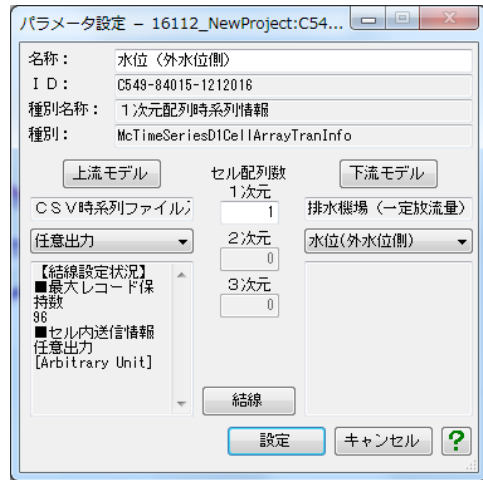 パラメータ設定 - 16112_NewProject:C54...
名称： 水位（外水位側）
ＩＤ： C549-84015-1212016
種別名称： １次元配列時系列情報
種別： McTimeSeriesD1CellArrayTranInfo
上流モデル セル配列数 下流モデル
１次元
ＣＳＶ時系列ファイル 1 排水機場（一定放流量）
任意出力 ２次元 水位(外水位側)
0
【結線設定状況】 ３次元
■最大レコード保 0
持数
96
■セル内送信情報
任意出力
[Arbitrary Unit]
結線
設定 キャンセル ?